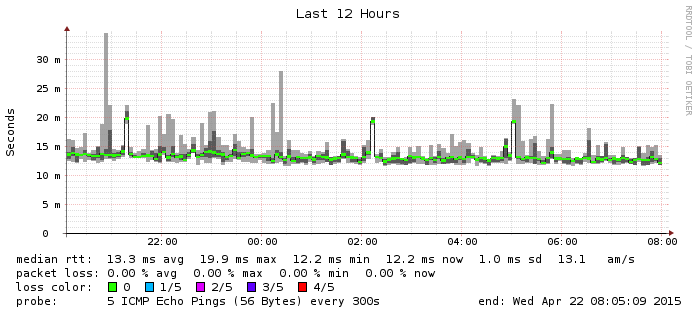 Last 12 Hours
RRDTOOL / TOBI OETIKER
Seconds
30 m
25 m
20 m
15 m
10 m
5 m
0
22:00 00:00 02:00 04:00 06:00 08:00
median rtt: 13.3 ms avg 19.9 ms max 12.2 ms min 12.2 ms now 1.0 ms sd 13.1 am/s
packet loss: 0.00 % avg 0.00 % max 0.00 % min 0.00 % now
loss color: 0 1/5 2/5 3/5 4/5
probe: 5 ICMP Echo Pings (56 Bytes) every 300s end: Wed Apr 22 08:05:09 2015